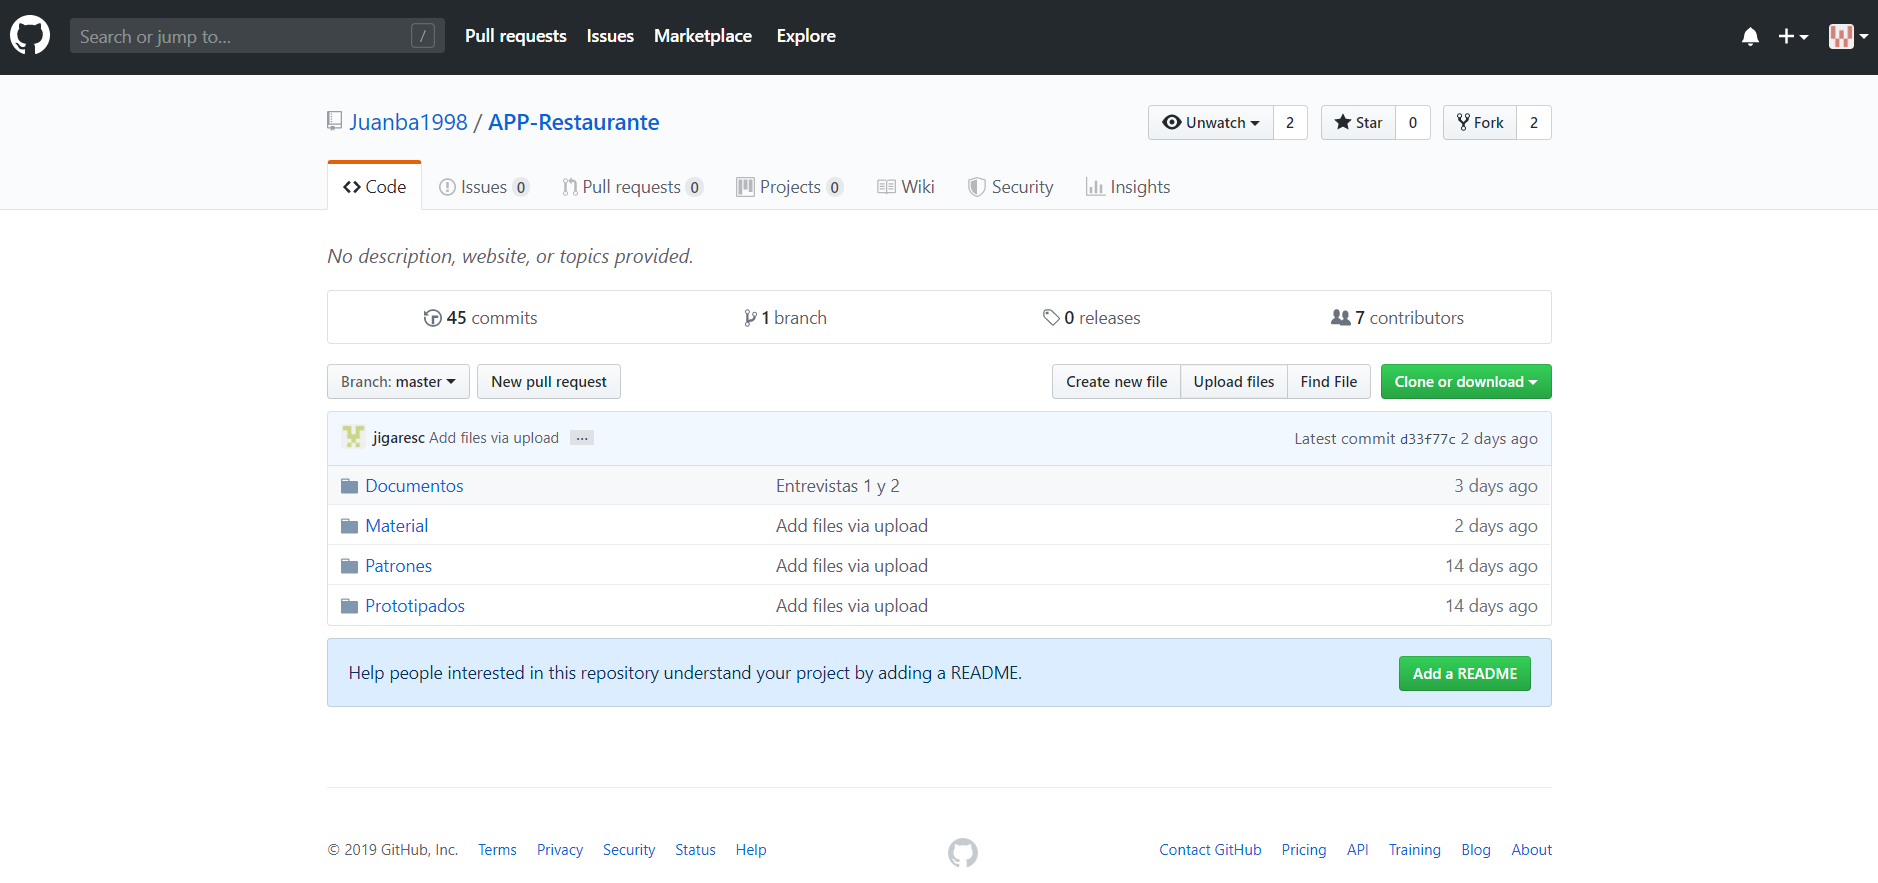 Search or jump to... /
Pull requests Issues Marketplace Explore
Juanba1998 / APP-Restaurante
Unwatch 2 Star 0 Fork 2
Code Issues 0 Pull requests 0 Projects 0 Wiki Security Insights
No description, website, or topics provided.
45 commits 1 branch 0 releases 7 contributors
Branch: master New pull request Create new file Upload files Find File Clone or download
jigaresc Add files via upload ... Latest commit d33f77c 2 days ago
Documentos Entrevistas 1 y 2 3 days ago
Material Add files via upload 2 days ago
Patrones Add files via upload 14 days ago
Prototipados Add files via upload 14 days ago
Help people interested in this repository understand your project by adding a README. Add a README
© 2019 GitHub, Inc. Terms Privacy Security Status Help Contact GitHub Pricing API Training Blog About